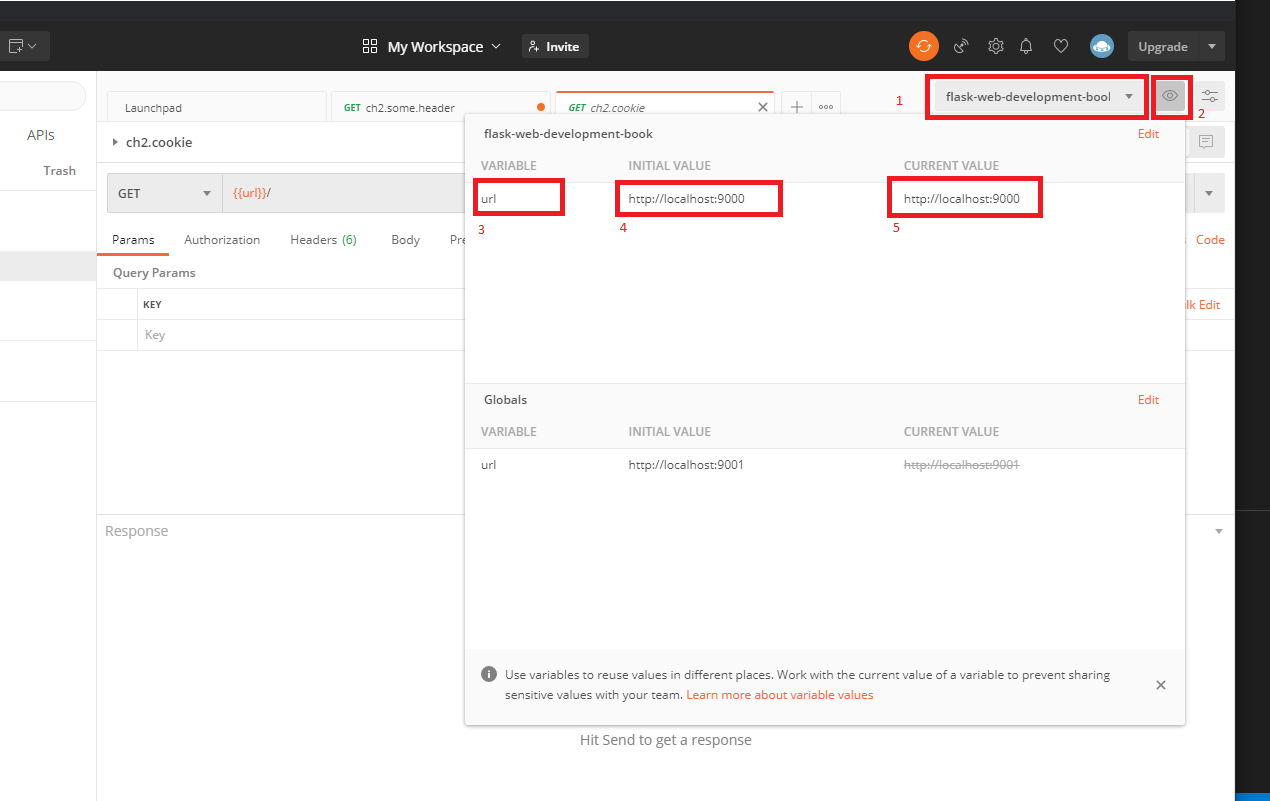 My Workspace
Invite
Upgrade
Launchpad
GET ch2.some.header
GET ch2.cookie
1
flask-web-development-bool
2
APIs
Trash
ch2.cookie
flask-web-development-book
Edit
VARIABLE INITIAL VALUE CURRENT VALUE
GET
{{url}}/
url http://localhost:9000 http://localhost:9000
3 4 5
Params Authorization Headers (6) Body Pre
Code
Query Params
KEY
lk Edit
Key
Globals
Edit
VARIABLE INITIAL VALUE CURRENT VALUE
url http://localhost:9001 http://localhost:9001
Response
Use variables to reuse values in different places. Work with the current value of a variable to prevent sharing
sensitive values with your team. Learn more about variable values
Hit Send to get a response